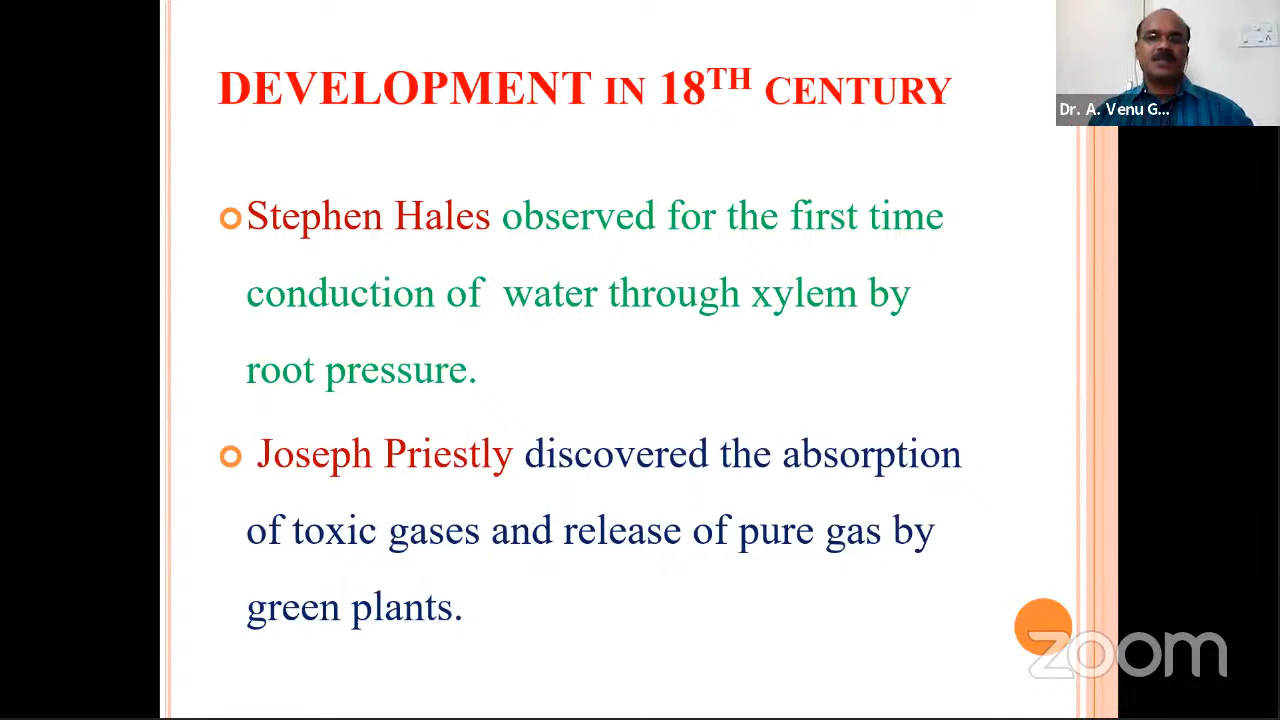 DEVELOPMENT IN 18TH CENTURY
Dr. A. Venu G...
Stephen Hales observed for the first time
conduction of water through xylem by
root pressure.
Joseph Priestly discovered the absorption
of toxic gases and release of pure gas by
green plants.
zoom